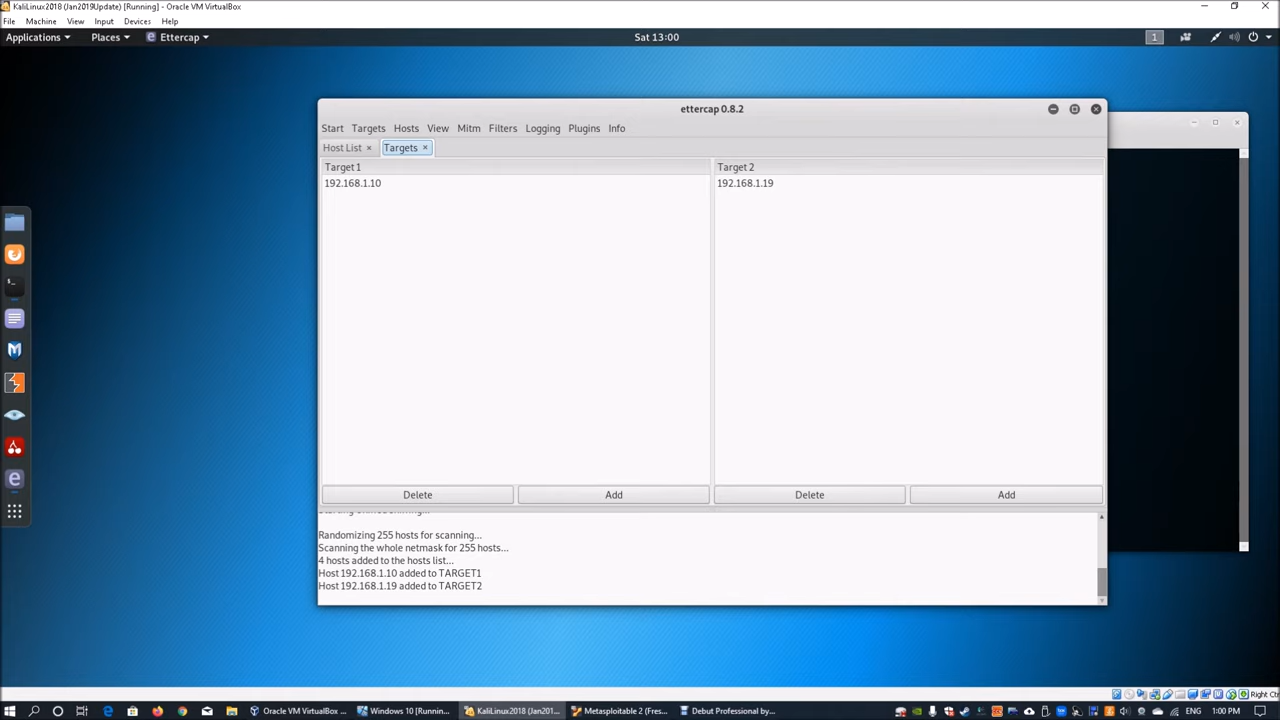 KaliLinux2018 (Jan2019Update) [Running] - Oracle VM VirtualBox
File Machine View Input Devices Help
Applications Places Ettercap Sat 13:00 1
ettercap 0.8.2
Start Targets Hosts View Mitm Filters Logging Plugins Info
Host List × Targets ×
Target 1 Target 2
192.168.1.10 192.168.1.19
Delete Add Delete Add
Randomizing 255 hosts for scanning...
Scanning the whole netmask for 255 hosts...
4 hosts added to the hosts list...
Host 192.168.1.10 added to TARGET1
Host 192.168.1.19 added to TARGET2
Right Ctr
Oracle VM VirtualBox ... Windows 10 [Runnin... KaliLinux2018 (Jan201... Metasploitable 2 (Fres... Debut Professional by... ENG 1:00 PM